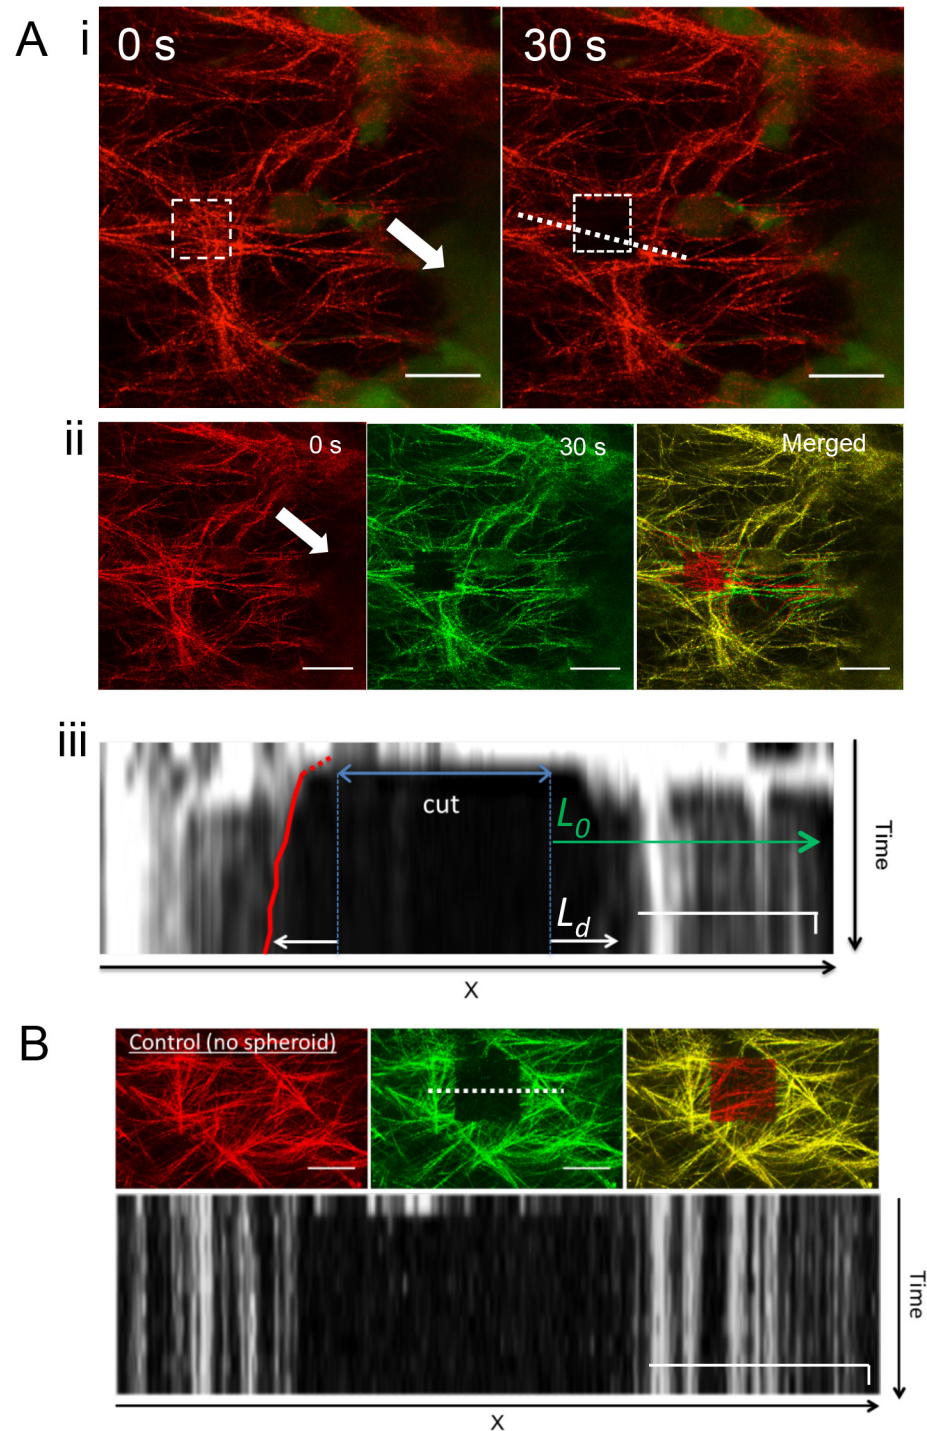 A i 0 s 30 s
ii 0 s 30 s Merged
iii
cut
L0
Ld
Time
X
B Control (no spheroid)
Time
X